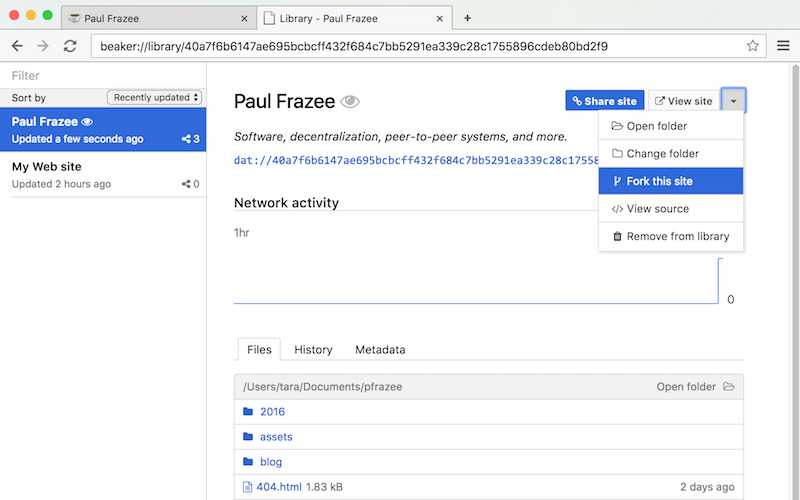 Paul Frazee
Library - Paul Frazee
beaker://library/40a7f6b6147ae695bcbcff432f684c7bb5291ea339c28c1755896cdeb80bd2f9
Filter
Sort by
Recently updated
Paul Frazee
Updated a few seconds ago
3
My Web site
Updated 2 hours ago
0
Paul Frazee
Share site
View site
Software, decentralization, peer-to-peer systems, and more.
dat://40a7f6b6147ae695bcbcff432f684c7bb5291ea339c28c17558
Open folder
Change folder
Fork this site
View source
Remove from library
Network activity
1hr
0
Files
History
Metadata
/Users/tara/Documents/pfrazee
Open folder
2016
assets
blog
404.html 1.83 kB
2 days ago